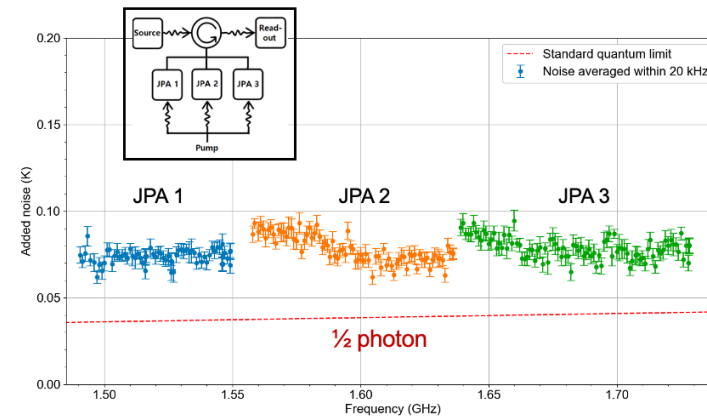 Source
Read-
out
JPA 1
JPA 2
JPA 3
Pump
Standard quantum limit
Noise averaged within 20 kHz
JPA 1
JPA 2
JPA 3
½ photon
Added noise (K)
0.20
0.15
0.10
0.05
0.00
1.50
1.55
1.60
1.65
1.70
Frequency (GHz)